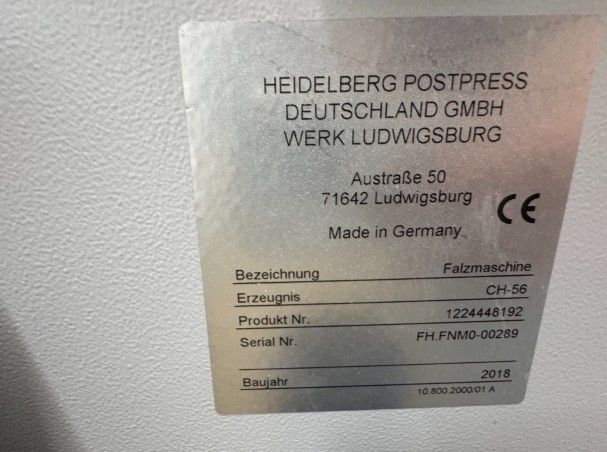 HEIDELBERG POSTPRESS
DEUTSCHLAND GMBH
WERK LUDWIGSBURG
Austraße 50
71642 Ludwigsburg
CE
Made in Germany
Bezeichnung Falzmaschine
Erzeugnis CH-56
Produkt Nr. 1224448192
Serial Nr. FH.FNM0-00289
Baujahr 2018
10.800.2000/01 A